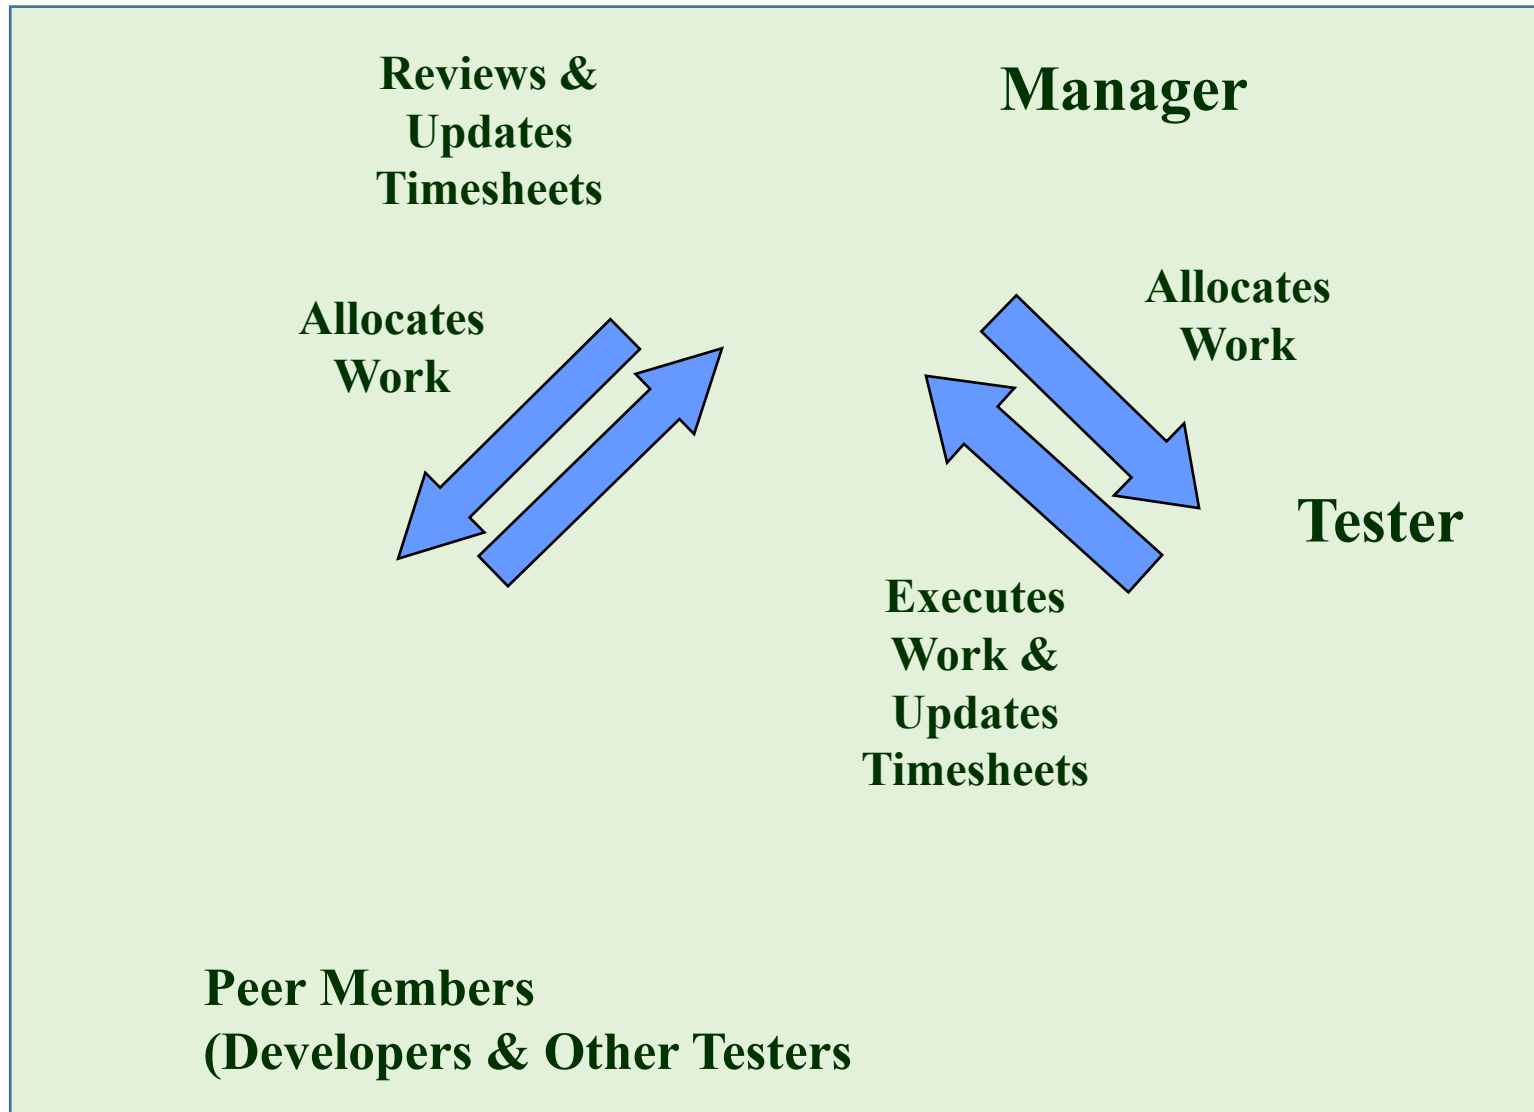 Reviews &
Updates
Timesheets
Manager
Allocates
Work
Allocates
Work
Tester
Executes
Work &
Updates
Timesheets
Peer Members
(Developers & Other Testers